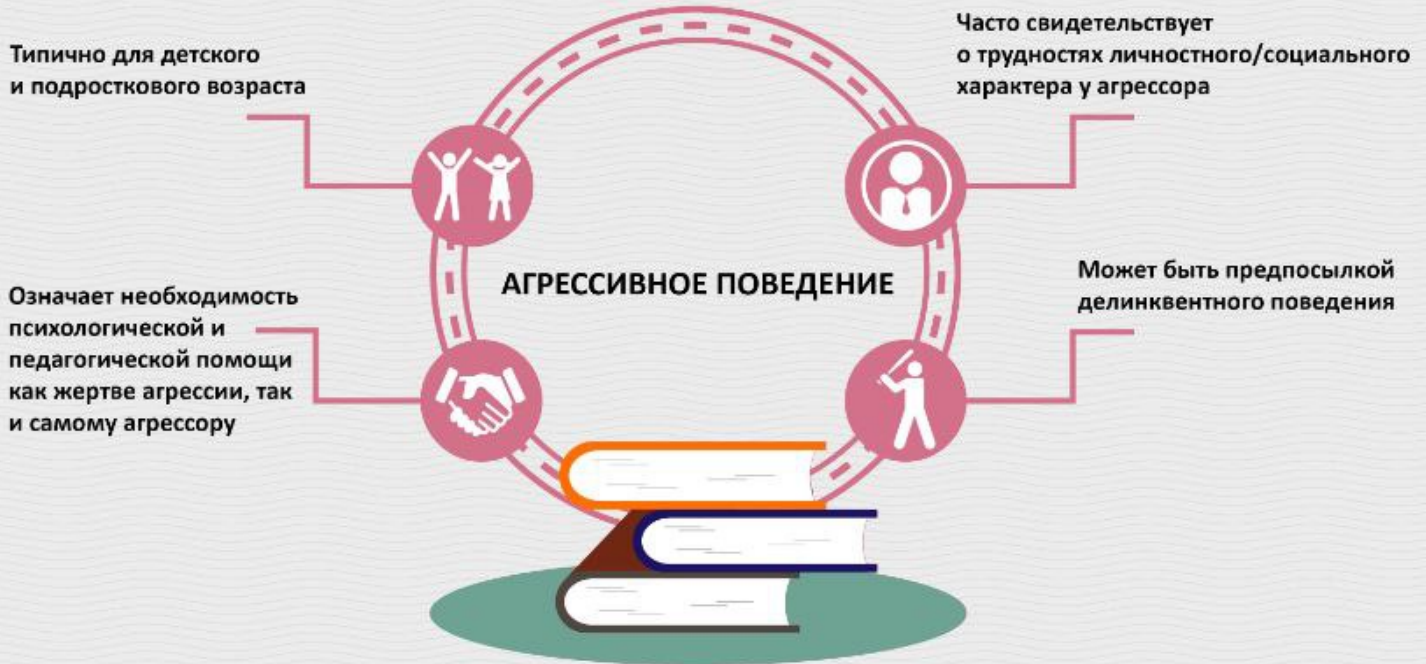 Типично для детского
и подросткового возраста
Часто свидетельствует
о трудностях личностного/социального
характера у агрессора
АГРЕССИВНОЕ ПОВЕДЕНИЕ
Означает необходимость
психологической и
педагогической помощи
как жертве агрессии, так
и самому агрессору
Может быть предпосылкой
делинквентного поведения